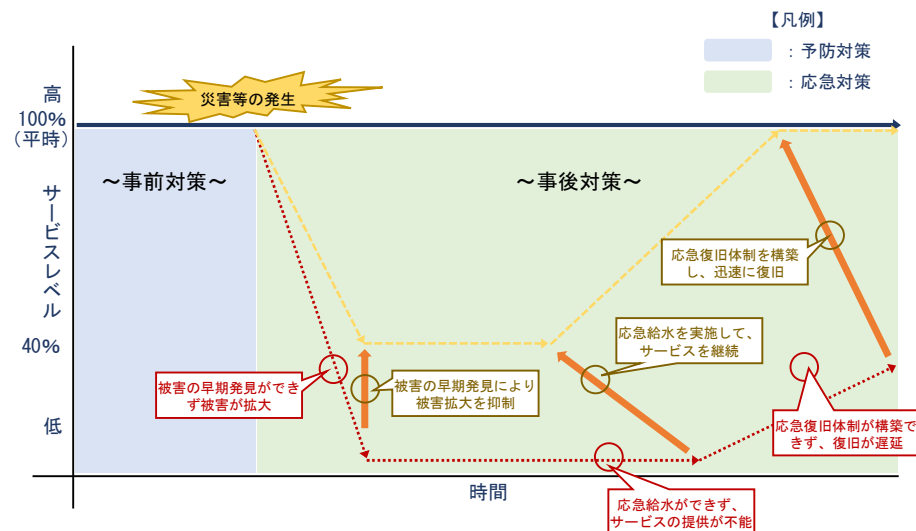 【凡例】
：予防対策
：応急対策
災害等の発生
高
100%
（平時）
～事前対策～
～事後対策～
サービスレベル
応急復旧体制を構築
し、迅速に復旧
40%
応急給水を実施して、
サービスを継続
被害の早期発見ができ
ず被害が拡大
被害の早期発見により
被害拡大を抑制
低
応急復旧体制が構築で
きず、復旧が遅延
時間
応急給水ができず、
サービスの提供が不能